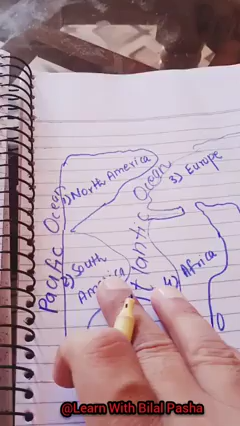 1) North America
Pacific Ocean
Atlantic Ocean
3) Europe
2) South
America
4) Africa
@Learn With Bilal Pasha